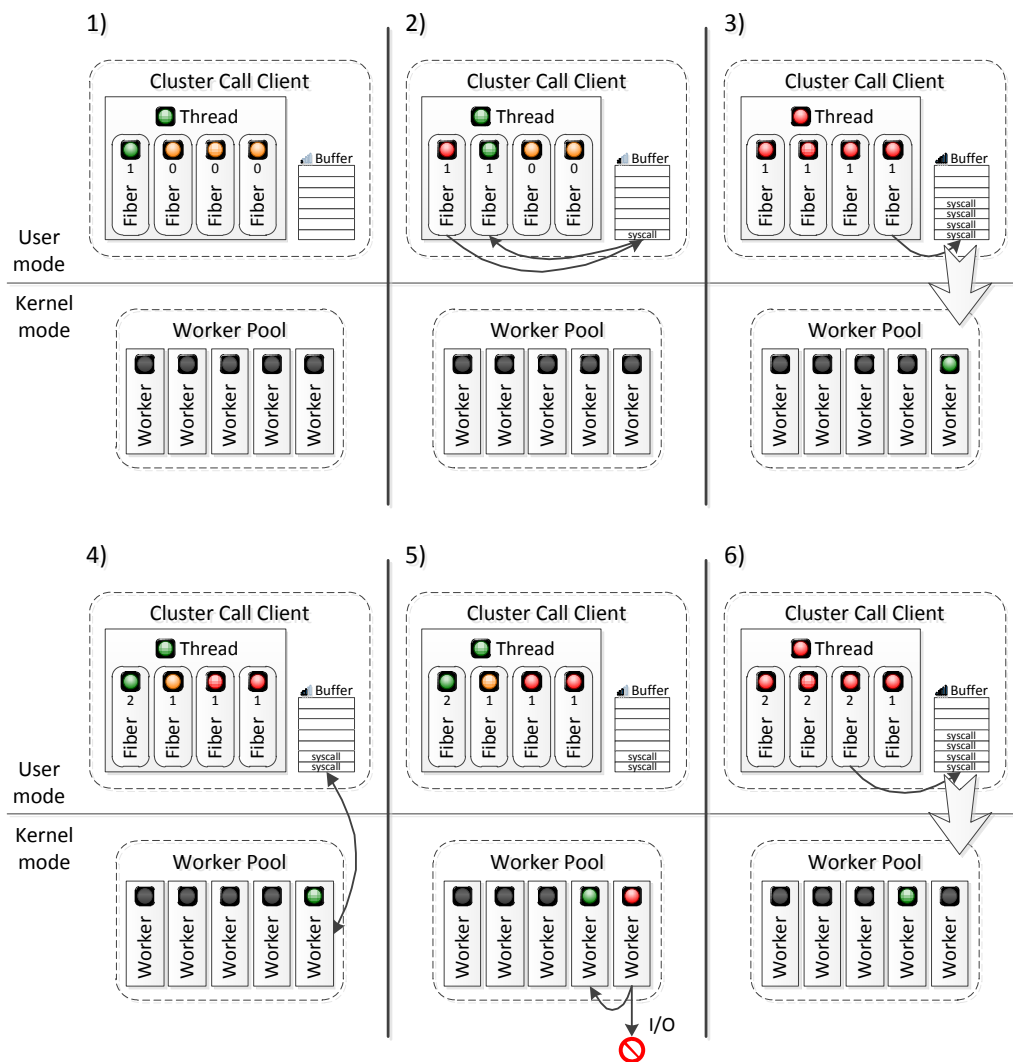 1)
Cluster Call Client
Thread
1 0 0 0
Fiber Fiber Fiber Fiber
Buffer
User mode
Kernel mode
Worker Pool
Worker Worker Worker Worker Worker
2)
Cluster Call Client
Thread
1 1 0 0
Fiber Fiber Fiber Fiber
Buffer
syscall
Worker Pool
Worker Worker Worker Worker Worker
3)
Cluster Call Client
Thread
1 1 1 1
Fiber Fiber Fiber Fiber
Buffer
syscall
syscall
syscall
syscall
Worker Pool
Worker Worker Worker Worker Worker
4)
Cluster Call Client
Thread
2 1 1 1
Fiber Fiber Fiber Fiber
Buffer
syscall
syscall
User mode
Kernel mode
Worker Pool
Worker Worker Worker Worker Worker
5)
Cluster Call Client
Thread
2 1 1 1
Fiber Fiber Fiber Fiber
Buffer
syscall
syscall
Worker Pool
Worker Worker Worker Worker Worker
I/O
6)
Cluster Call Client
Thread
2 2 2 1
Fiber Fiber Fiber Fiber
Buffer
syscall
syscall
syscall
syscall
Worker Pool
Worker Worker Worker Worker Worker